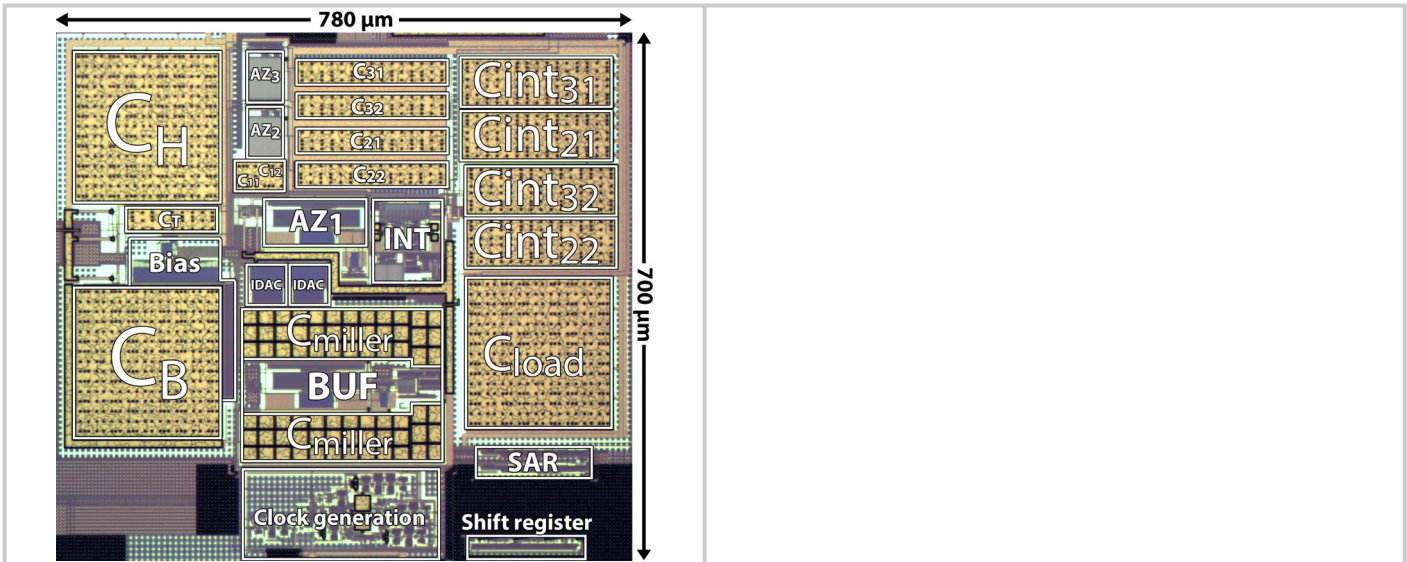 780 µm
AZ3
C31
Cint31
CH
C32
AZ2
C21
Cint21
C11 C12
C22
Cint32
CT
AZ1
INT
Cint22
Bias
IDAC IDAC
700 µm
Cmiller
CB
Cload
BUF
Cmiller
SAR
Clock generation
Shift register